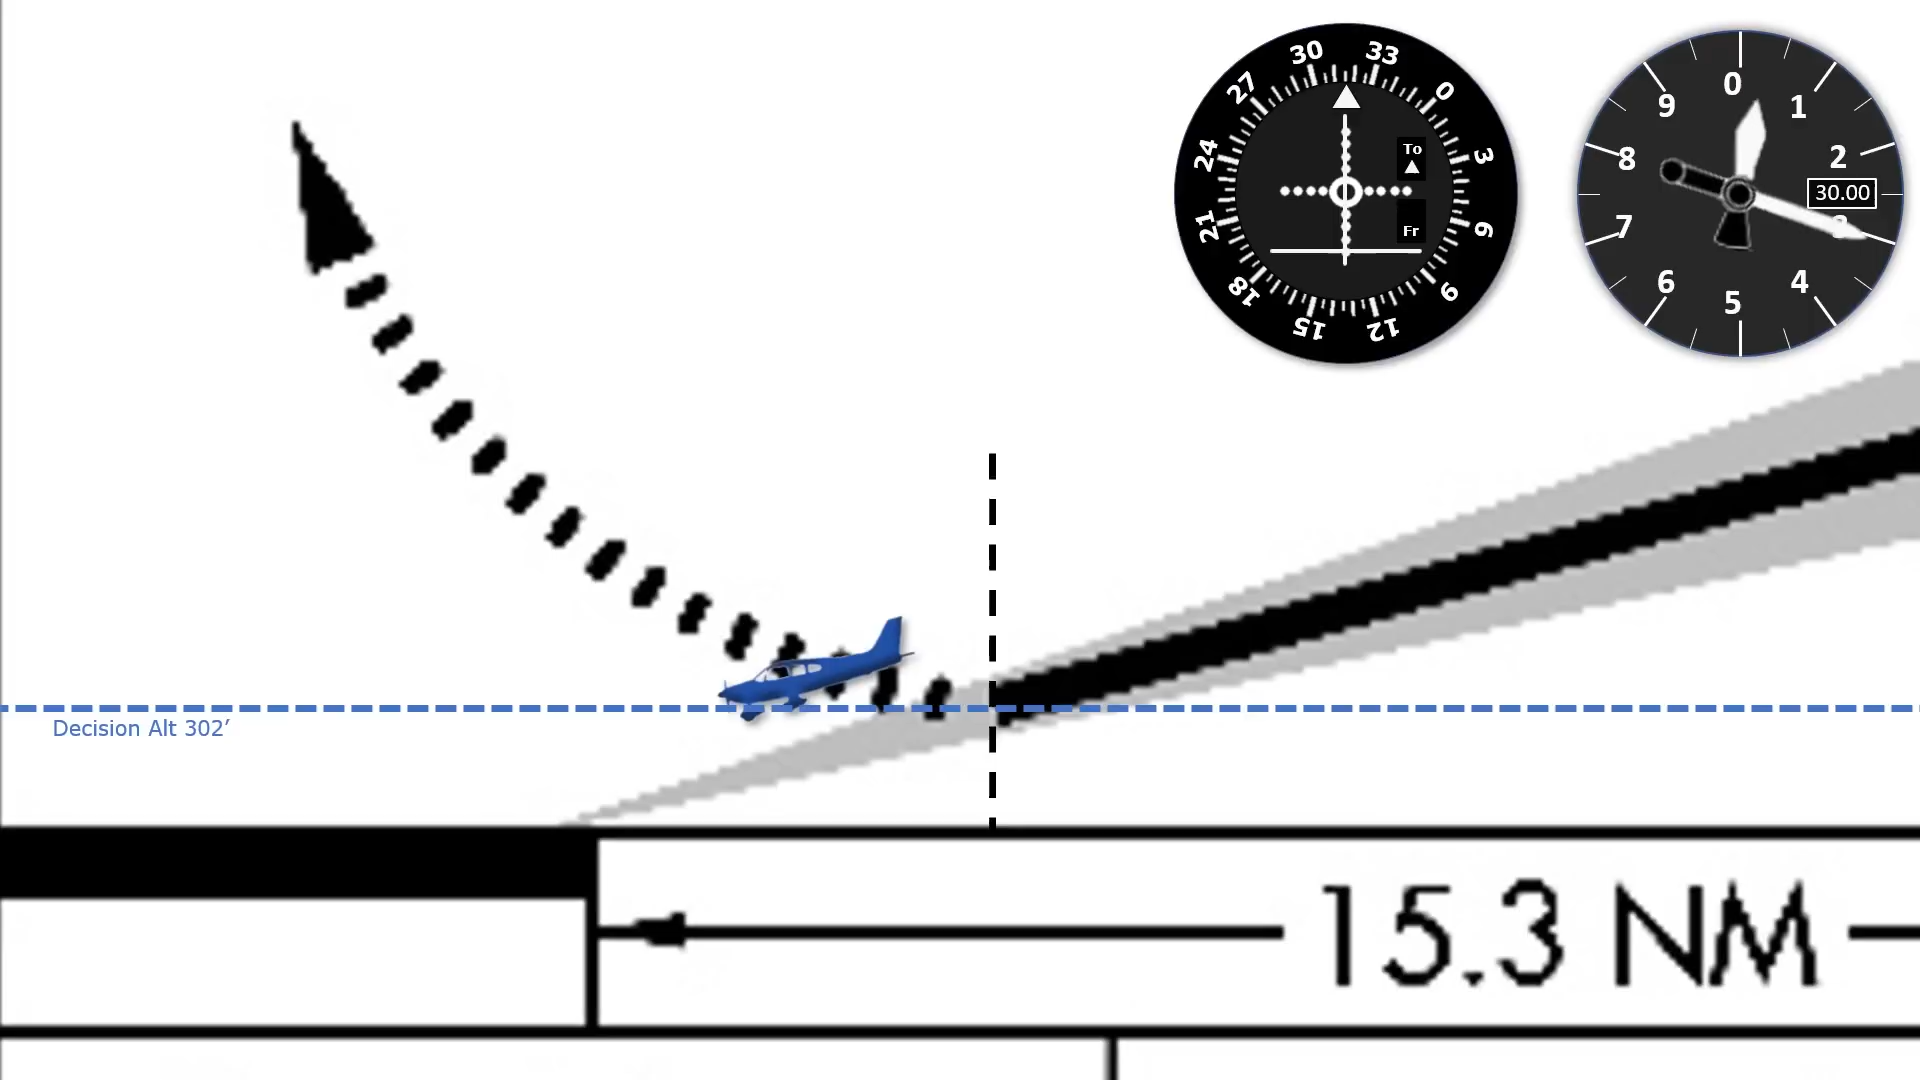 30 33 0 3 6 9 12 15 18 21 24 27
To
Fr
0 1 2 3 4 5 6 7 8 9
30.00
Decision Alt 302′
15.3 NM